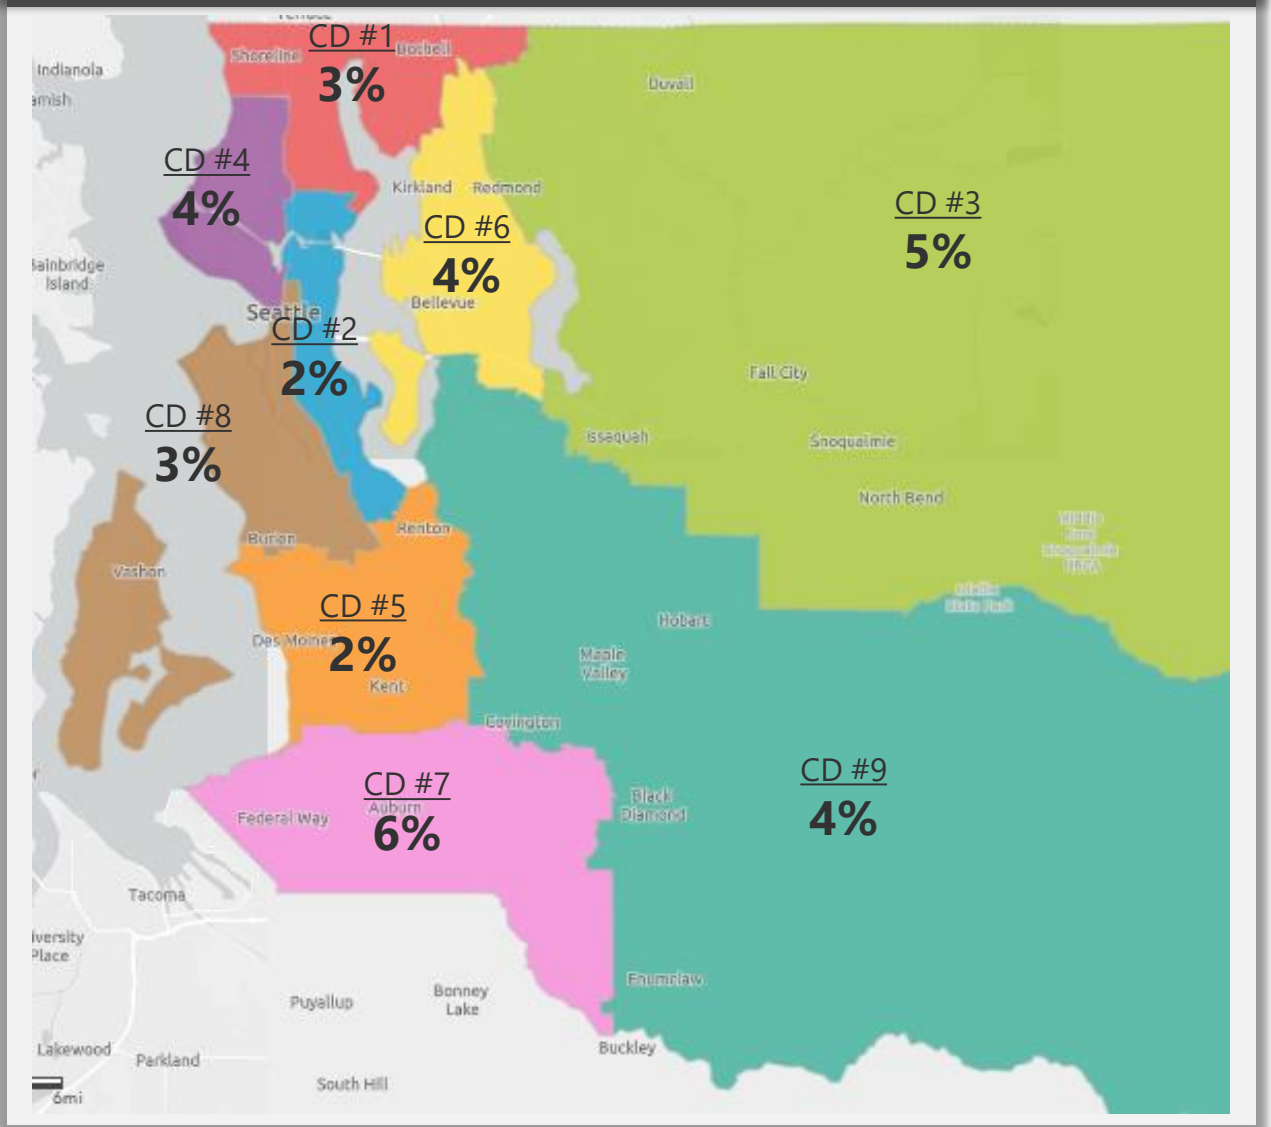 CD #1
Shoreline
Bothell
3%
Indianola
amish
Duvall
CD #4
4%
Kirkland
Redmond
CD #3
5%
CD #6
4%
Bainbridge
Island
Bellevue
Seattle
CD #2
2%
Fall City
CD #8
3%
Issaquah
Snoqualmie
North Bend
Renton
Burien
Vashon
CD #5
2%
Des Moines
Kent
Hobart
Maple
Valley
Covington
CD #7
Auburn
6%
Federal Way
Black
Diamond
CD #9
4%
Tacoma
iversity
Place
Enumclaw
Puyallup
Bonney
Lake
Lakewood
Parkland
Buckley
South Hill
6mi